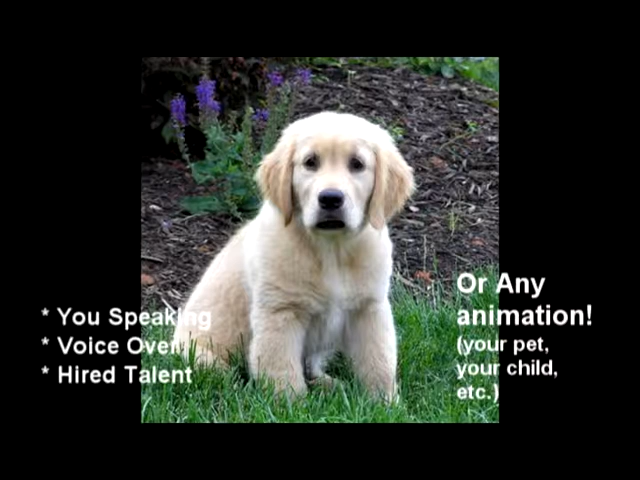 * You Speaking
* Voice Over
* Hired Talent
Or Any
animation!
(your pet,
your child,
etc.)